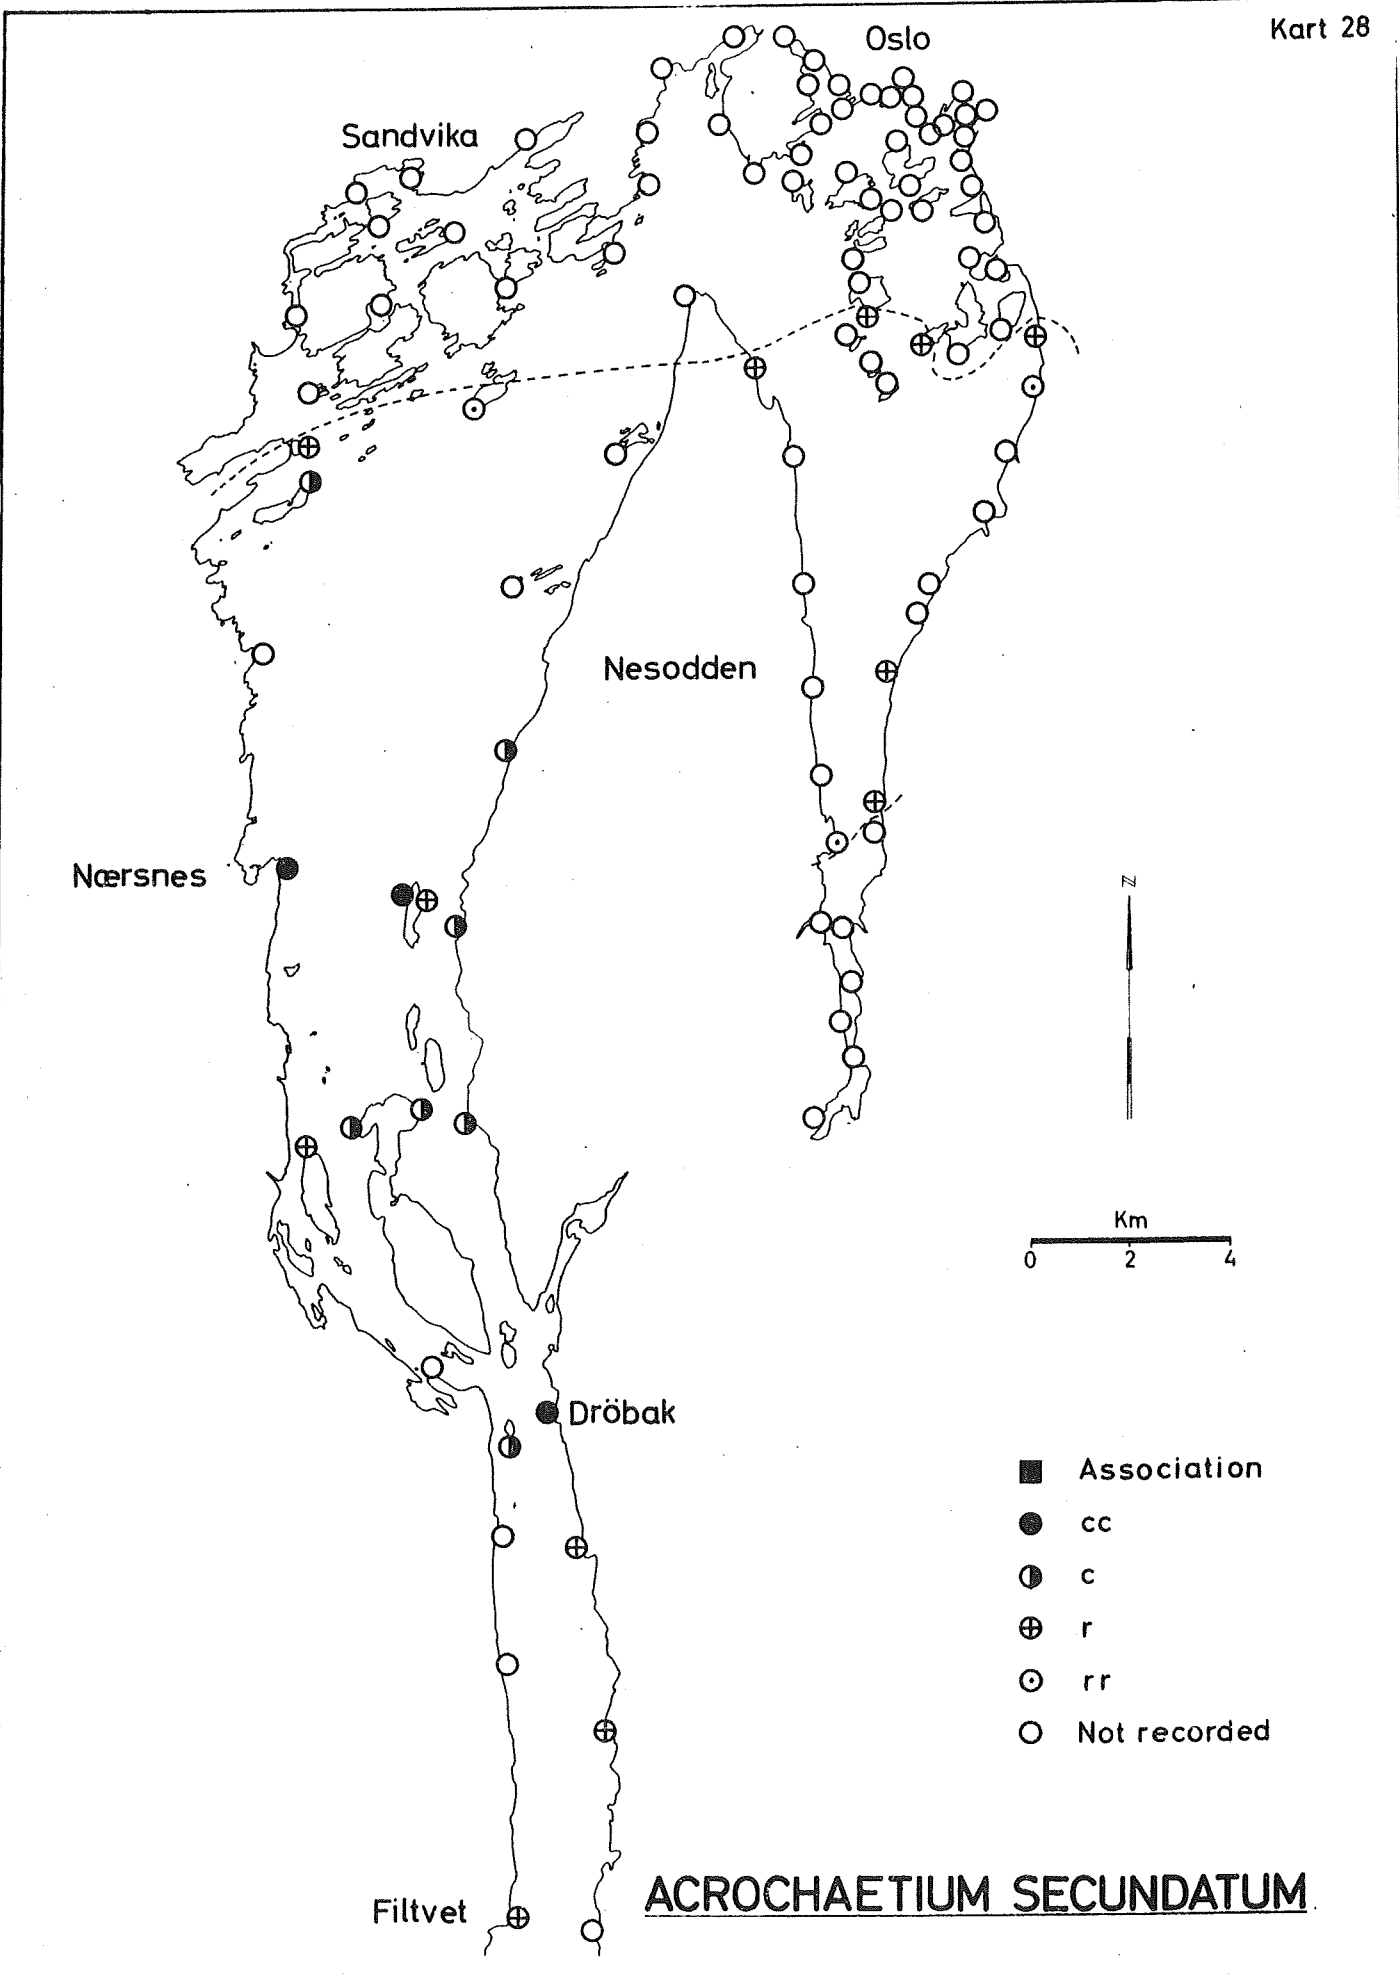 Kart 28
Oslo
Sandvika
Nesodden
Nærsnes
N
Km
0 2 4
Dröbak
Association
cc
c
r
rr
Not recorded
Filtvet
ACROCHAETIUM SECUNDATUM